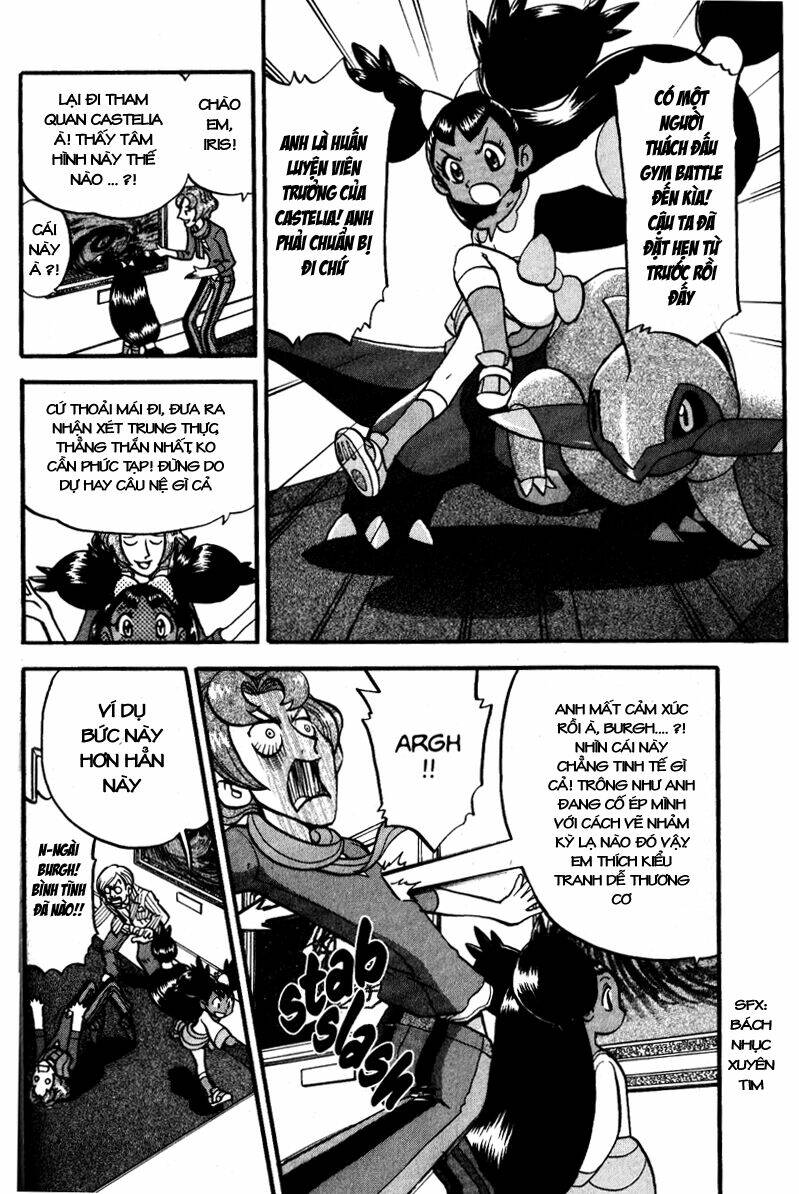 CÓ MỘT
NGƯỜI
THÁCH ĐẤU
GYM BATTLE
ĐẾN KÌA!
CẬU TA ĐÃ
ĐẶT HẸN TỪ
TRƯỚC RỒI
ĐẤY
ANH LÀ HUẤN
LUYỆN VIÊN
TRƯỞNG CỦA
CASTELIA! ANH
PHẢI CHUẨN BỊ
ĐI CHỨ
CHÀO
EM,
IRIS!
LẠI ĐI THAM
QUAN CASTELIA
À! THẤY TẤM
HÌNH NÀY THẾ
NÀO ... ?!
CÁI
NÀY
À ?!
CỨ THOẢI MÁI ĐI, ĐƯA RA
NHẬN XÉT TRUNG THỰC,
THẲNG THẮN NHẤT, KO
CẦN PHỨC TẠP! ĐỪNG DO
DỰ HAY CÂU NỆ GÌ CẢ
ANH MẤT CẢM XÚC
RỒI À, BURGH.... ?!
NHÌN CÁI NÀY
CHẲNG TINH TẾ GÌ
CẢ! TRÔNG NHƯ ANH
ĐANG CỐ ÉP MÌNH
VỚI CÁCH VẼ NHẢM
KỲ LẠ NÀO ĐÓ VẬY
EM THÍCH KIỂU
TRANH DỄ THƯƠNG
CƠ
ARGH
!!
stab
slash
SFX:
BÁCH
NHỤC
XUYÊN
TIM
VÍ DỤ
BỨC NÀY
HƠN HẲN
NÀY
N-NGÀI
BURGH!
BÌNH TĨNH
ĐÃ NÀO!!